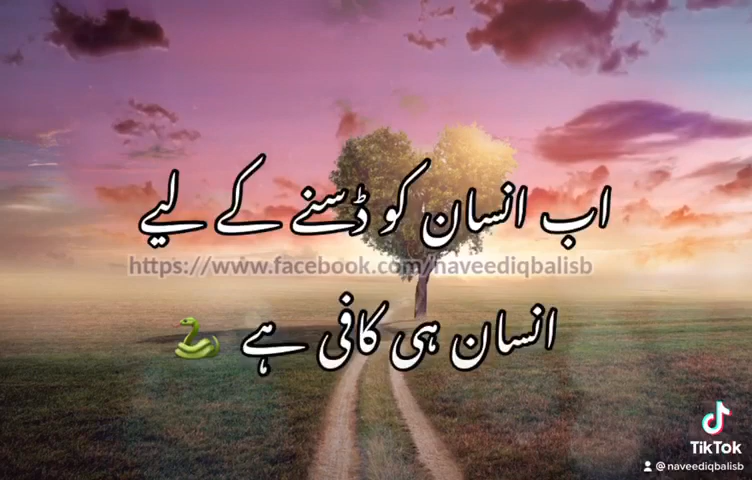 اب انسان کو ڈسنے کے لیے
https://www.facebook.com/naveediqbalisb
انسان ہی کافی ہے 🐍
TikTok
@naveediqbalisb